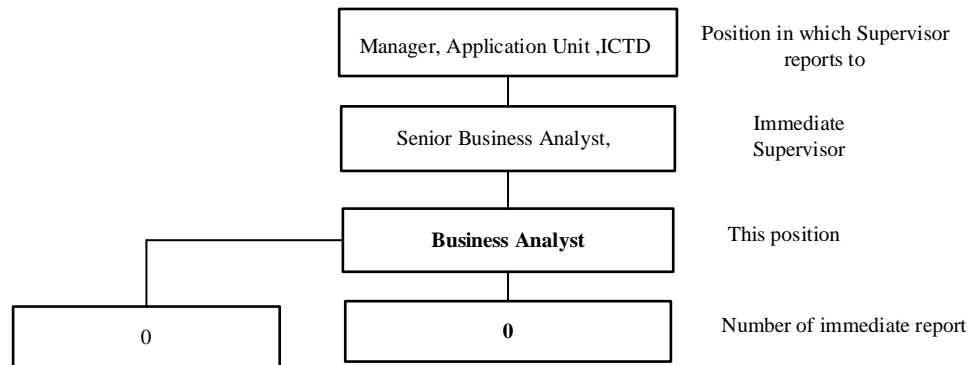 Manager, Application Unit ,ICTD
Position in which Supervisor
reports to
Senior Business Analyst,
Immediate
Supervisor
Business Analyst
This position
0
0
Number of immediate report